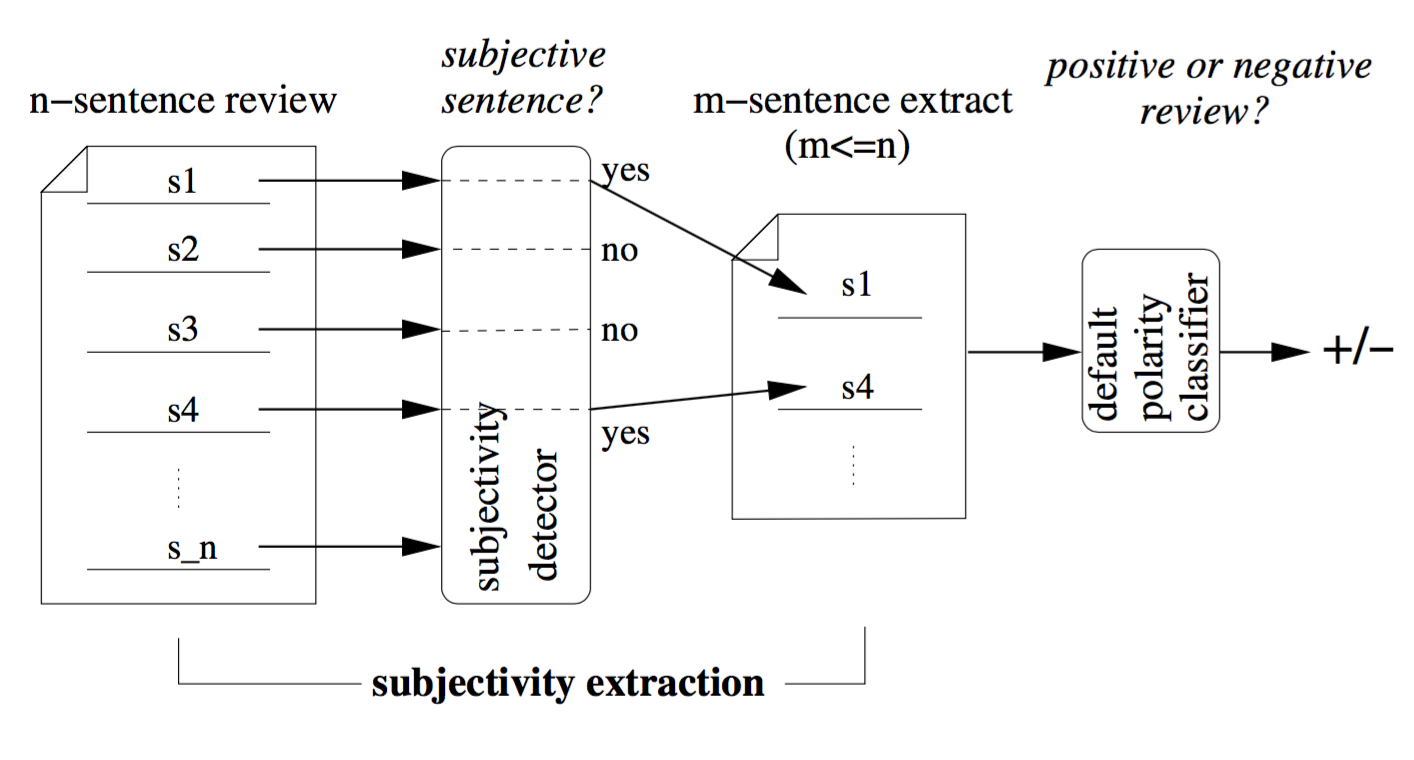 n−sentence review
subjective
sentence?
m−sentence extract
(m<=n)
positive or negative
review?
s1
s2
s3
s4
s_n
subjectivity
detector
yes
no
no
yes
s1
s4
default
polarity
classifier
+/−
subjectivity extraction